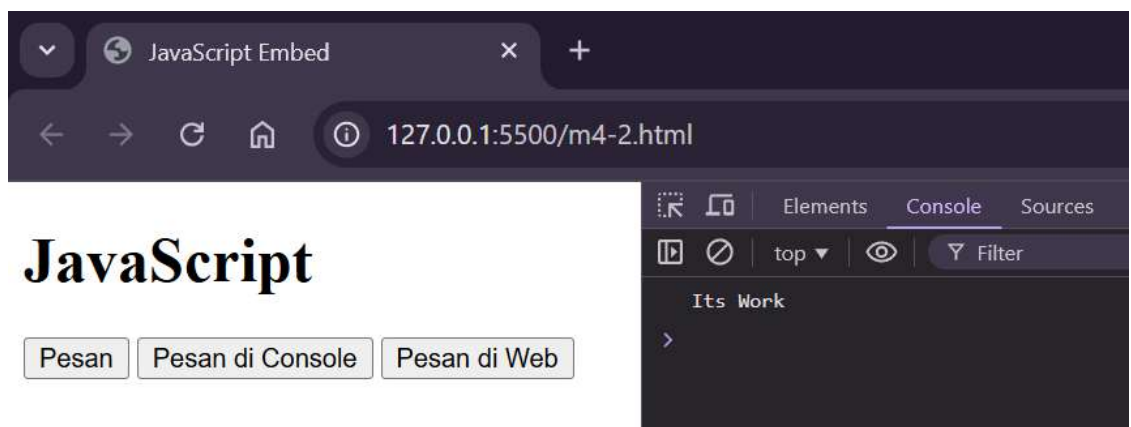 JavaScript Embed
127.0.0.1:5500/m4-2.html
Elements Console Sources
top Filter
JavaScript
Its Work
Pesan Pesan di Console Pesan di Web